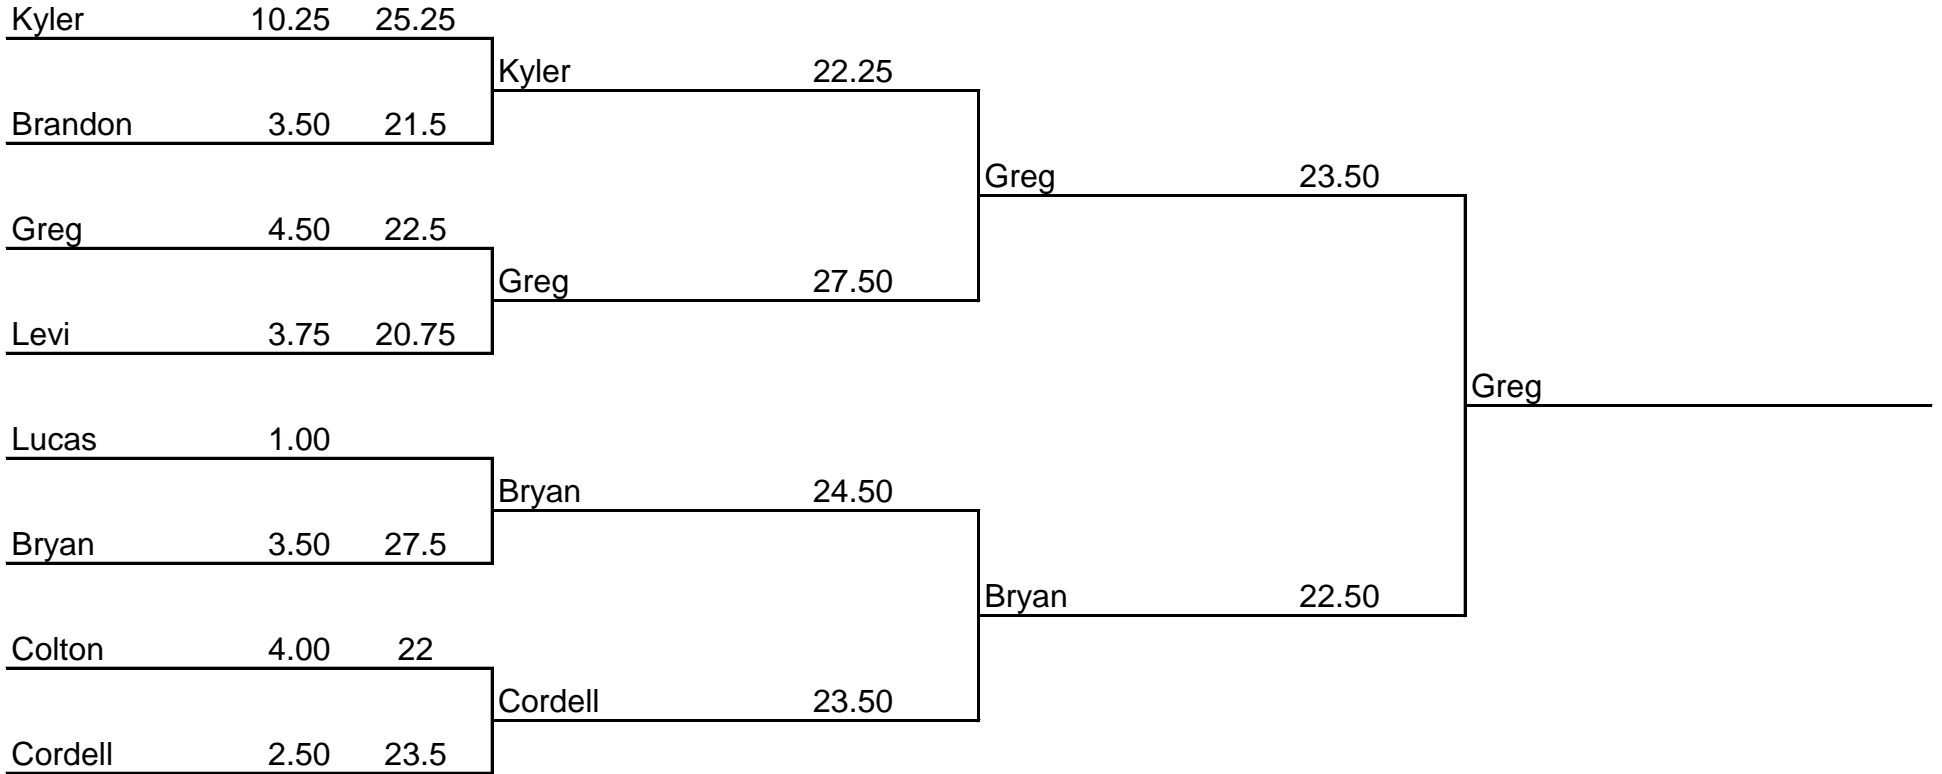 Kyler 10.25 25.25
Kyler 22.25
Brandon 3.50 21.5
Greg 23.50
Greg 4.50 22.5
Greg 27.50
Levi 3.75 20.75
Greg
Lucas 1.00
Bryan 24.50
Bryan 3.50 27.5
Bryan 22.50
Colton 4.00 22
Cordell 23.50
Cordell 2.50 23.5